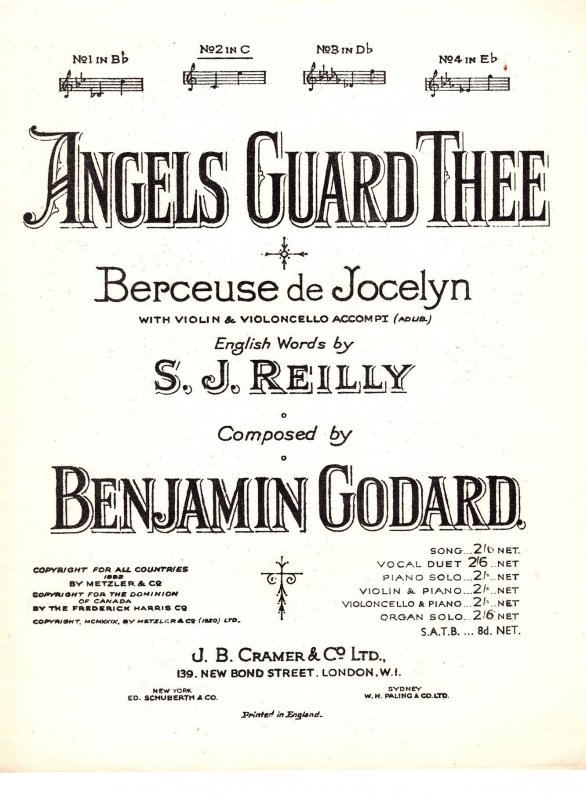 No1 IN B♭
No2 IN C
No3 IN D♭
No4 IN E♭
ANGELS GUARD THEE
Berceuse de Jocelyn
WITH VIOLIN & VIOLONCELLO ACCOMPI (AD LIB.)
English Words by
S. J. REILLY
Composed by
BENJAMIN GODARD.
COPYRIGHT FOR ALL COUNTRIES
1892
BY METZLER & CO
COPYRIGHT FOR THE DOMINION
OF CANADA
BY THE FREDERICK HARRIS CO
COPYRIGHT, MCMXXIX, BY METZLER & CO (1920) LTD.
SONG... NET.
VOCAL DUET 2/6 ..NET
PIANO SOLO...2/-.. NET
VIOLIN & PIANO....2/-.. NET
VIOLONCELLO & PIANO..2/-.. NET
ORGAN SOLO...2/6 NET
S.A.T.B. ... 8d. NET.
J. B. CRAMER & CO LTD.,
139. NEW BOND STREET. LONDON, W.1.
NEW YORK
ED. SCHUBERTH & CO.
SYDNEY
W. H. PALING & CO. LTD.
Printed in England.